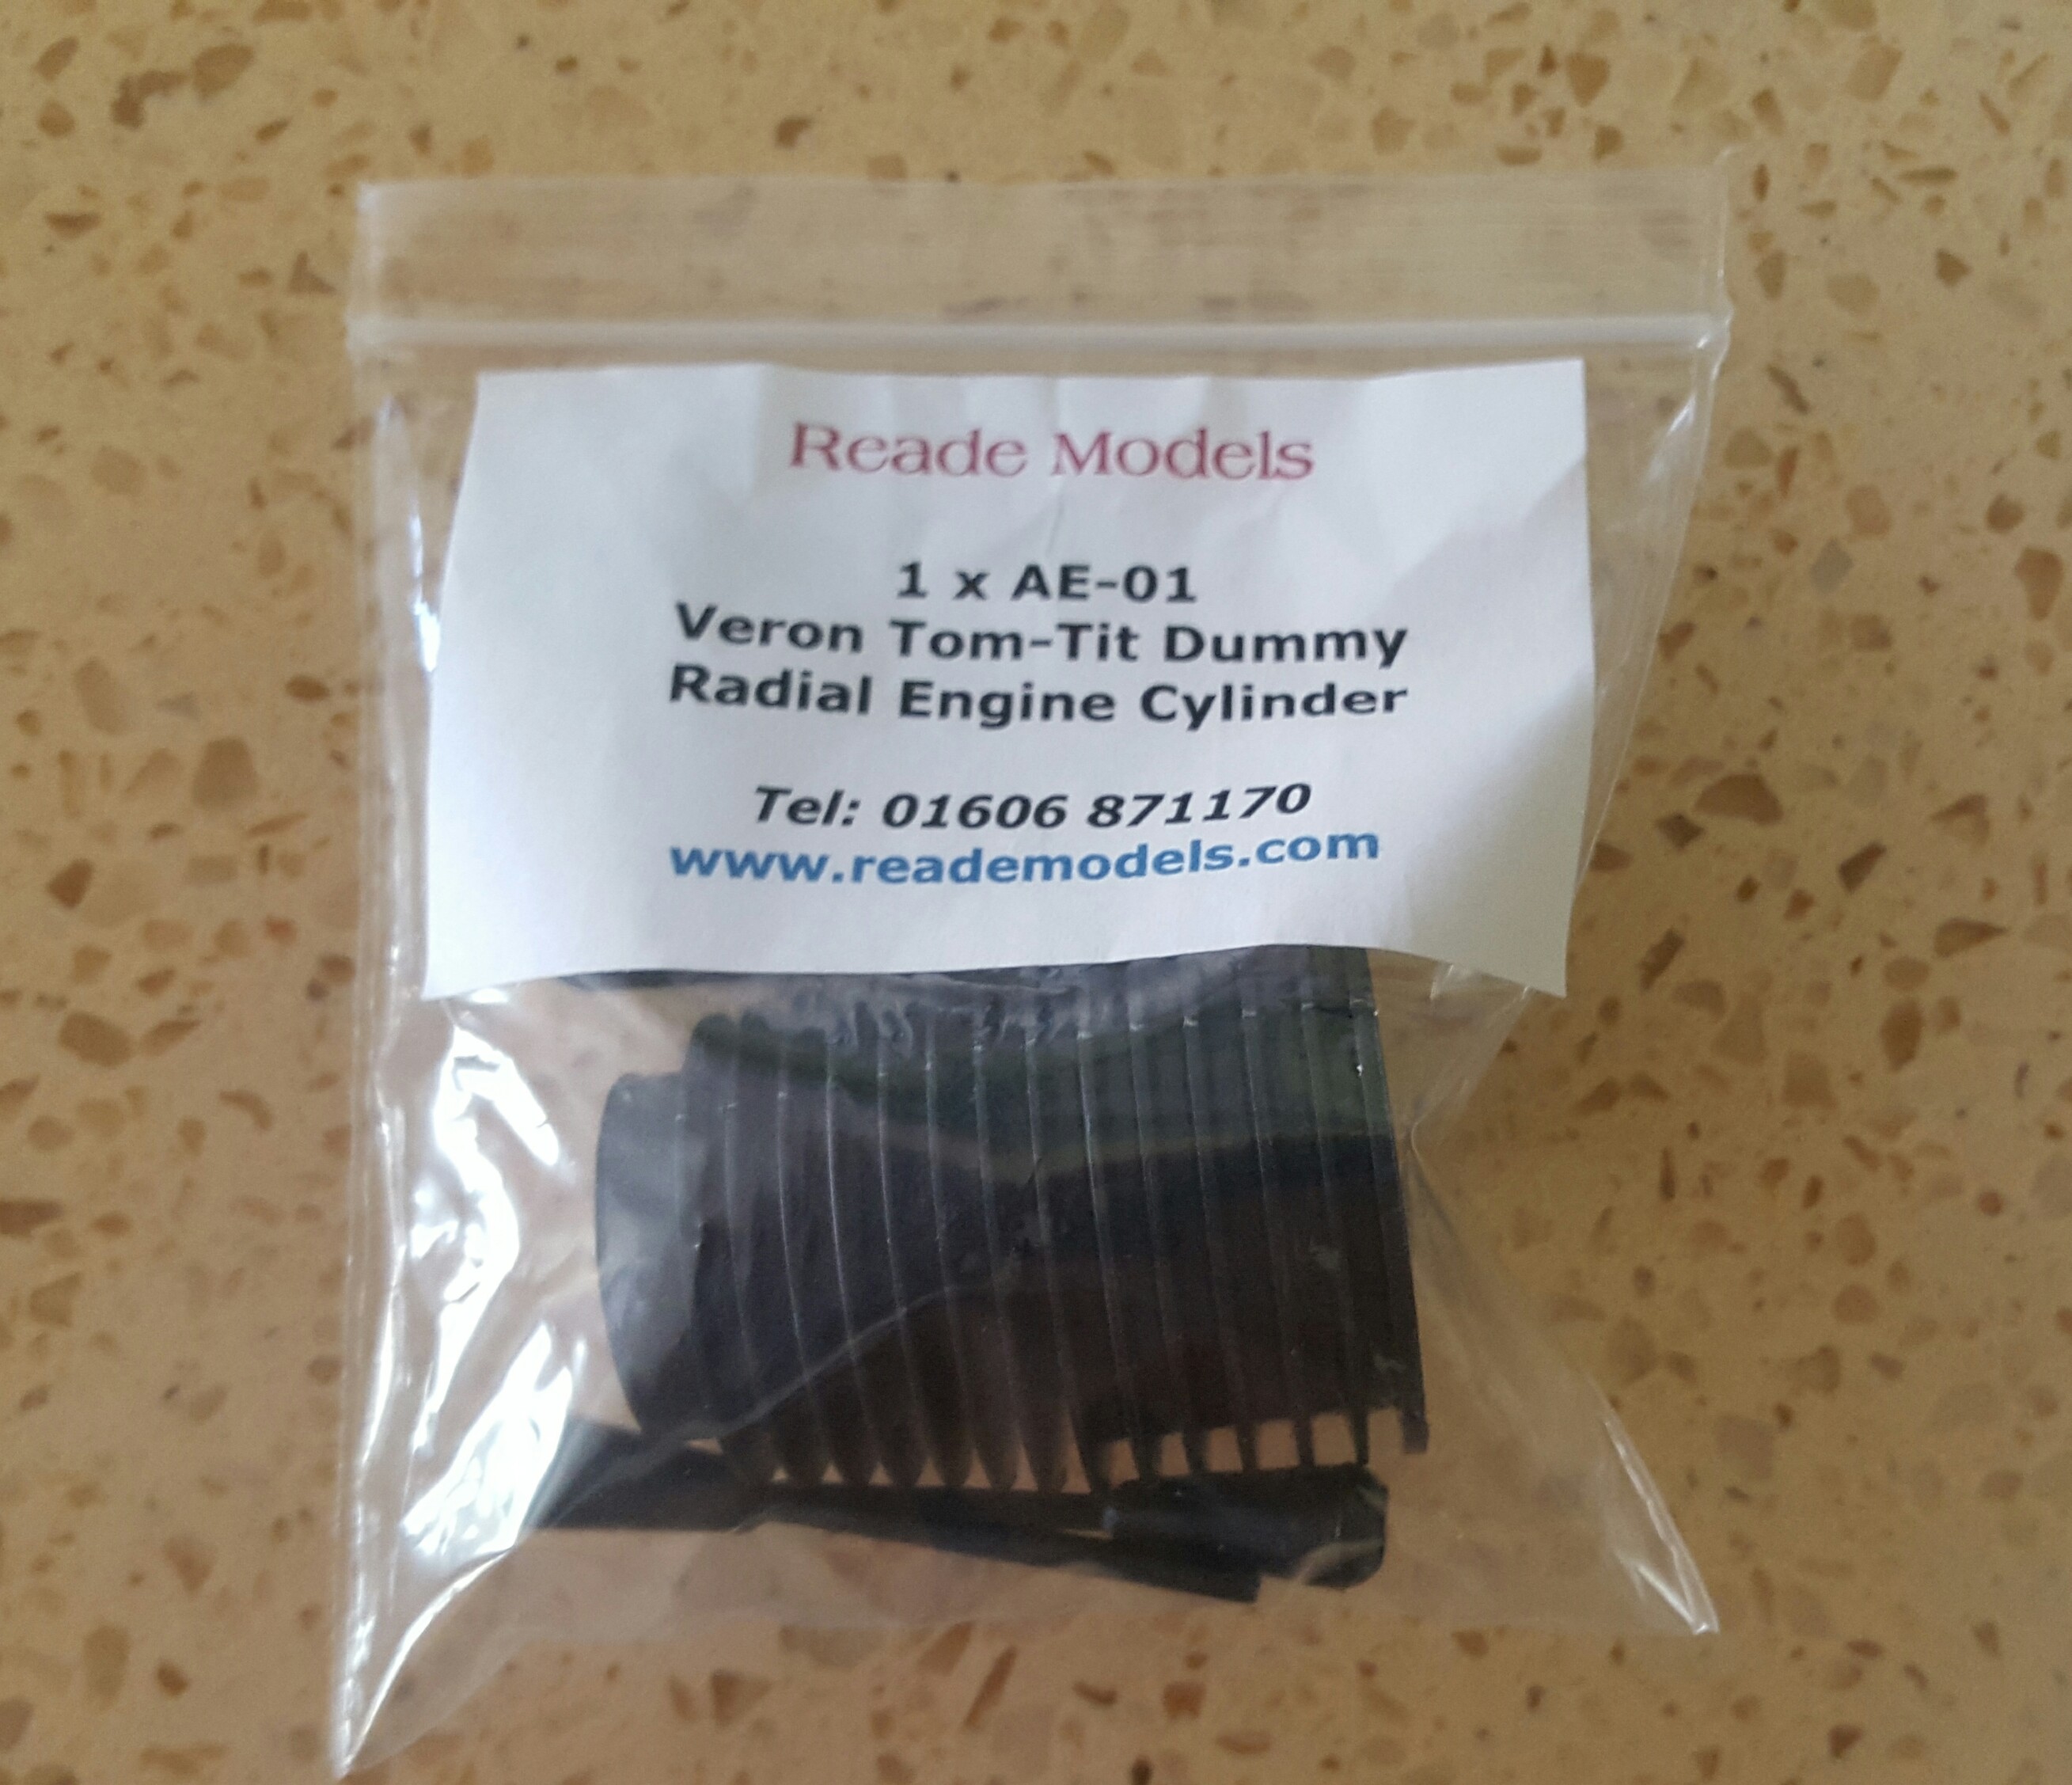 Reade Models
1 x AE-01
Veron Tom-Tit Dummy
Radial Engine Cylinder
Tel: 01606 871170
www.reademodels.com